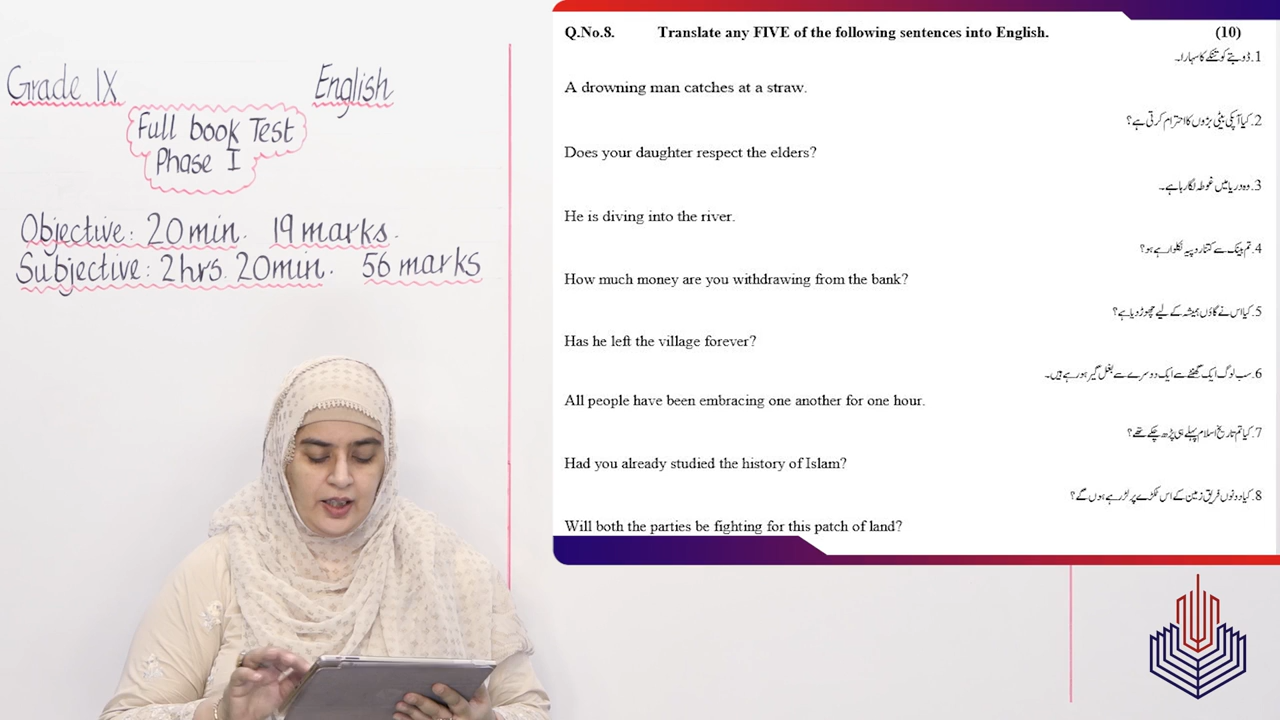 Grade IX English
Full book Test
Phase I
Objective: 20 min. 19 marks.
Subjective: 2hrs. 20min. 56 marks
Q.No.8. Translate any FIVE of the following sentences into English. (10)
1. ڈوبتے کو تنکے کا سہارا۔
A drowning man catches at a straw.
2. کیا آپکی بیٹی بڑوں کا احترام کرتی ہے؟
Does your daughter respect the elders?
3. وہ دریا میں غوطہ لگا رہا ہے۔
He is diving into the river.
4. تم بینک سے کتنا روپیہ نکلوا رہے ہو؟
How much money are you withdrawing from the bank?
5. کیا اس نے گاؤں ہمیشہ کے لیے چھوڑ دیا ہے؟
Has he left the village forever?
6. سب لوگ ایک گھنٹے سے ایک دوسرے سے بغل گیر ہو رہے ہیں۔
All people have been embracing one another for one hour.
7. کیا تم تاریخ اسلام پہلے ہی پڑھ چکے تھے؟
Had you already studied the history of Islam?
8. کیا دونوں فریق زمین کے اس ٹکڑے پر لڑ رہے ہوں گے؟
Will both the parties be fighting for this patch of land?